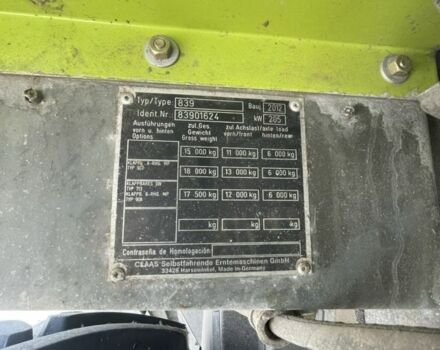 Typ/Type 839 Bauj. 2012
Ident.Nr. 83901624 kW 205
Ausführungen vorn u. hinten Options
zul.Ges. Gewicht Gross weight
zul.Achslast/axle load vorn/front hinten/rear
15 000 kg 11 000 kg 6 000 kg
18 000 kg 13 000 kg 6 000 kg
KLAPPBARES
17 500 kg 12 000 kg 6 000 kg
kg kg kg
Contraseña de Homologación
CLAAS Selbstfahrende Erntemaschinen GmbH
33428 Harsewinkel, Made in Germany